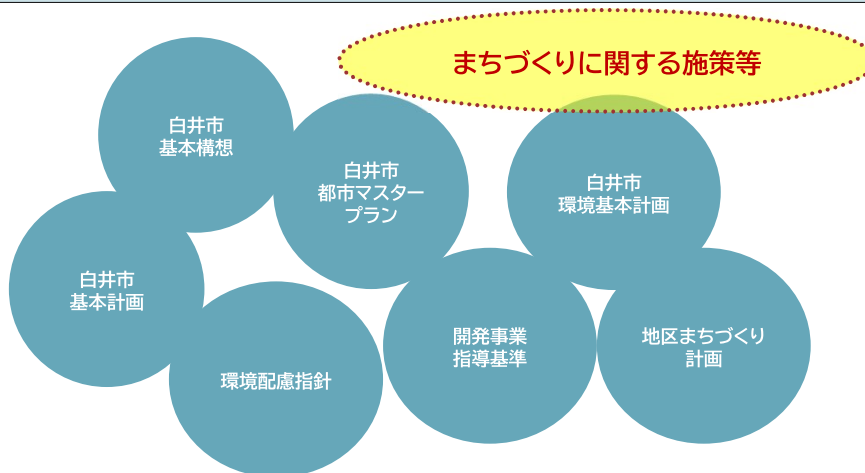 まちづくりに関する施策等
白井市
基本構想
白井市
都市マスター
プラン
白井市
環境基本計画
白井市
基本計画
環境配慮指針
開発事業
指導基準
地区まちづくり
計画